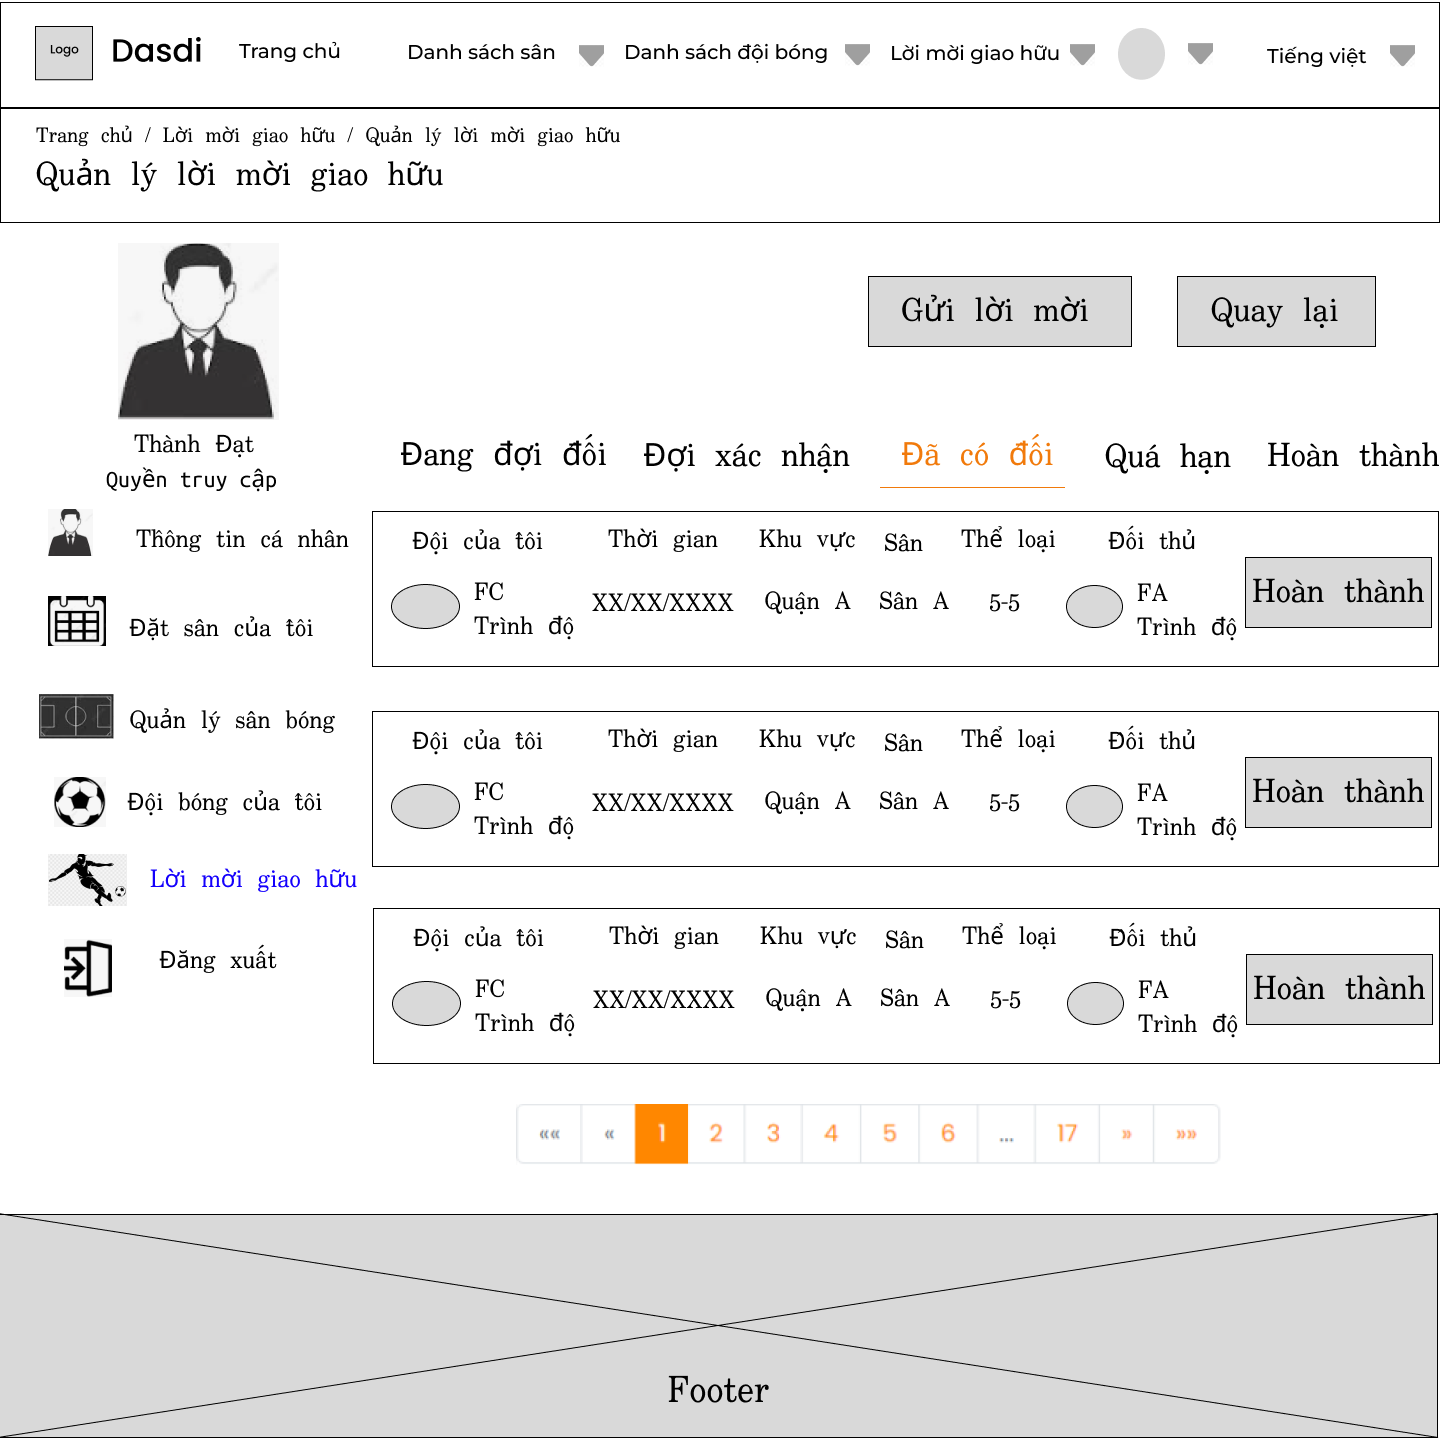 Logo
Dasdi
Trang chủ
Danh sách sân
Danh sách đội bóng
Lời mời giao hữu
Tiếng việt
Trang chủ / Lời mời giao hữu / Quản lý lời mời giao hữu
Quản lý lời mời giao hữu
Gửi lời mời
Quay lại
Thành Đạt
Quyền truy cập
Thông tin cá nhân
Đặt sân của tôi
Quản lý sân bóng
Đội bóng của tôi
Lời mời giao hữu
Đăng xuất
Đang đợi đối
Đợi xác nhận
Đã có đối
Quá hạn
Hoàn thành
Đội của tôi
Thời gian
Khu vực
Sân
Thể loại
Đối thủ
FC
Trình độ
XX/XX/XXXX
Quận A
Sân A
5-5
FA
Trình độ
Hoàn thành
Đội của tôi
Thời gian
Khu vực
Sân
Thể loại
Đối thủ
FC
Trình độ
XX/XX/XXXX
Quận A
Sân A
5-5
FA
Trình độ
Hoàn thành
Đội của tôi
Thời gian
Khu vực
Sân
Thể loại
Đối thủ
FC
Trình độ
XX/XX/XXXX
Quận A
Sân A
5-5
FA
Trình độ
Hoàn thành
«« « 1 2 3 4 5 6 ... 17 » »»
Footer